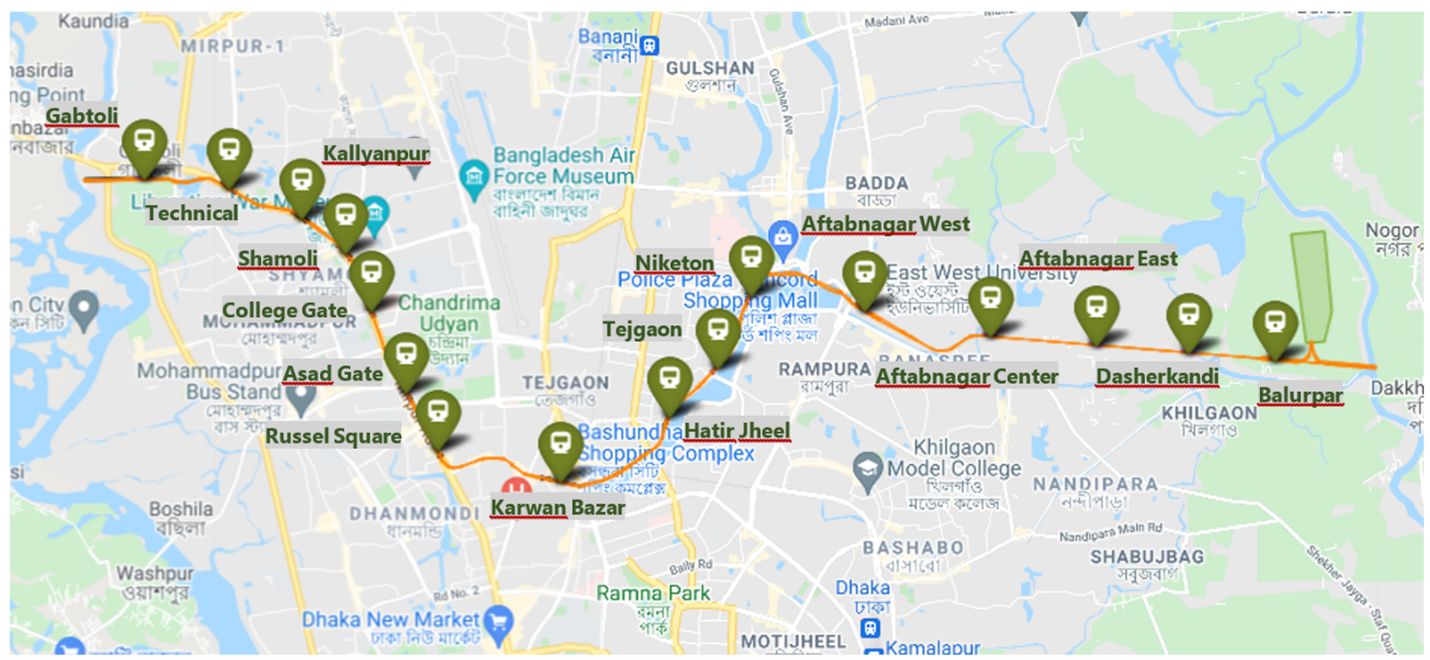 Kaundia
MIRPUR-1
Banani
বনানী
GULSHAN
গুলশান
Madani Ave
Gulshan Ave
nasirdia
ng Point
nbazar
নবাজার
Gabtoli
Kallyanpur
Technical
Bangladesh Air
Force Museum
বাংলাদেশ বিমান
বাহিনী জাদুঘর
BADDA
বাড্ডা
Aftabnagar West
Shamoli
Niketon
Aftabnagar East
Nogor
নগর
East West University
ইস্ট ওয়েস্ট
ইউনিভার্সিটি
Police Plaza
Shopping Mall
College Gate
MOHAMMADPUR
মোহাম্মদপুর
Chandrima
Udyan
চন্দ্রিমা
উদ্যান
on City
কন সিটি
Tejgaon
Asad Gate
Mohammadpur
Bus Stand
মোহাম্মদপুর
বাস স্ট্যান্ড
TEJGAON
তেজগাঁও
RAMPURA
রামপুরা
BANASREE
Aftabnagar Center
Dasherkandi
Balurpar
Dakkh
Russel Square
Hatir Jheel
Shopping Complex
KHILGAON
খিলগাও
Khilgaon
Model College
খিলগাঁও
মডেল কলেজ
Karwan Bazar
DHANMONDI
ধানমন্ডি
Boshila
বছিলা
NANDIPARA
নন্দীপাড়া
Nandipara Main Rd
BASHABO
বাসাবো
SHABUJBAG
সবুজবাগ
Shekher Jayga - Staf Qua
Washpur
ওয়াশপুর
Rd No. 2
Bally Rd
Ramna Park
রমনা
পার্ক
Dhaka
ঢাকা
Dhaka New Market
ঢাকা নিউ মার্কেট
MOTIJHEEL
Kamalapur